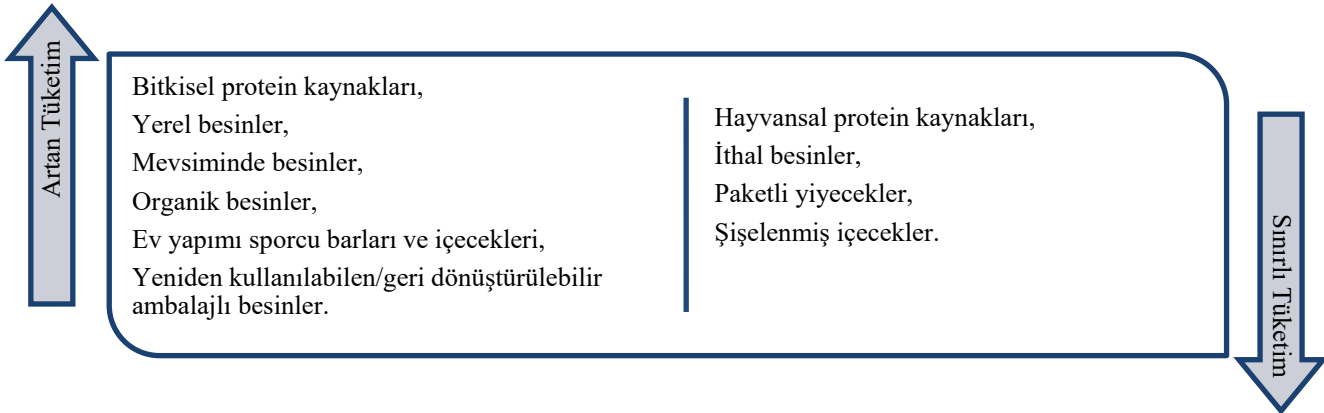 Artan Tüketim
Bitkisel protein kaynakları,
Yerel besinler,
Mevsiminde besinler,
Organik besinler,
Ev yapımı sporcu barları ve içecekleri,
Yeniden kullanılabilen/geri dönüştürülebilir
ambalajlı besinler.
Hayvansal protein kaynakları,
İthal besinler,
Paketli yiyecekler,
Şişelenmiş içecekler.
Sınırlı Tüketim